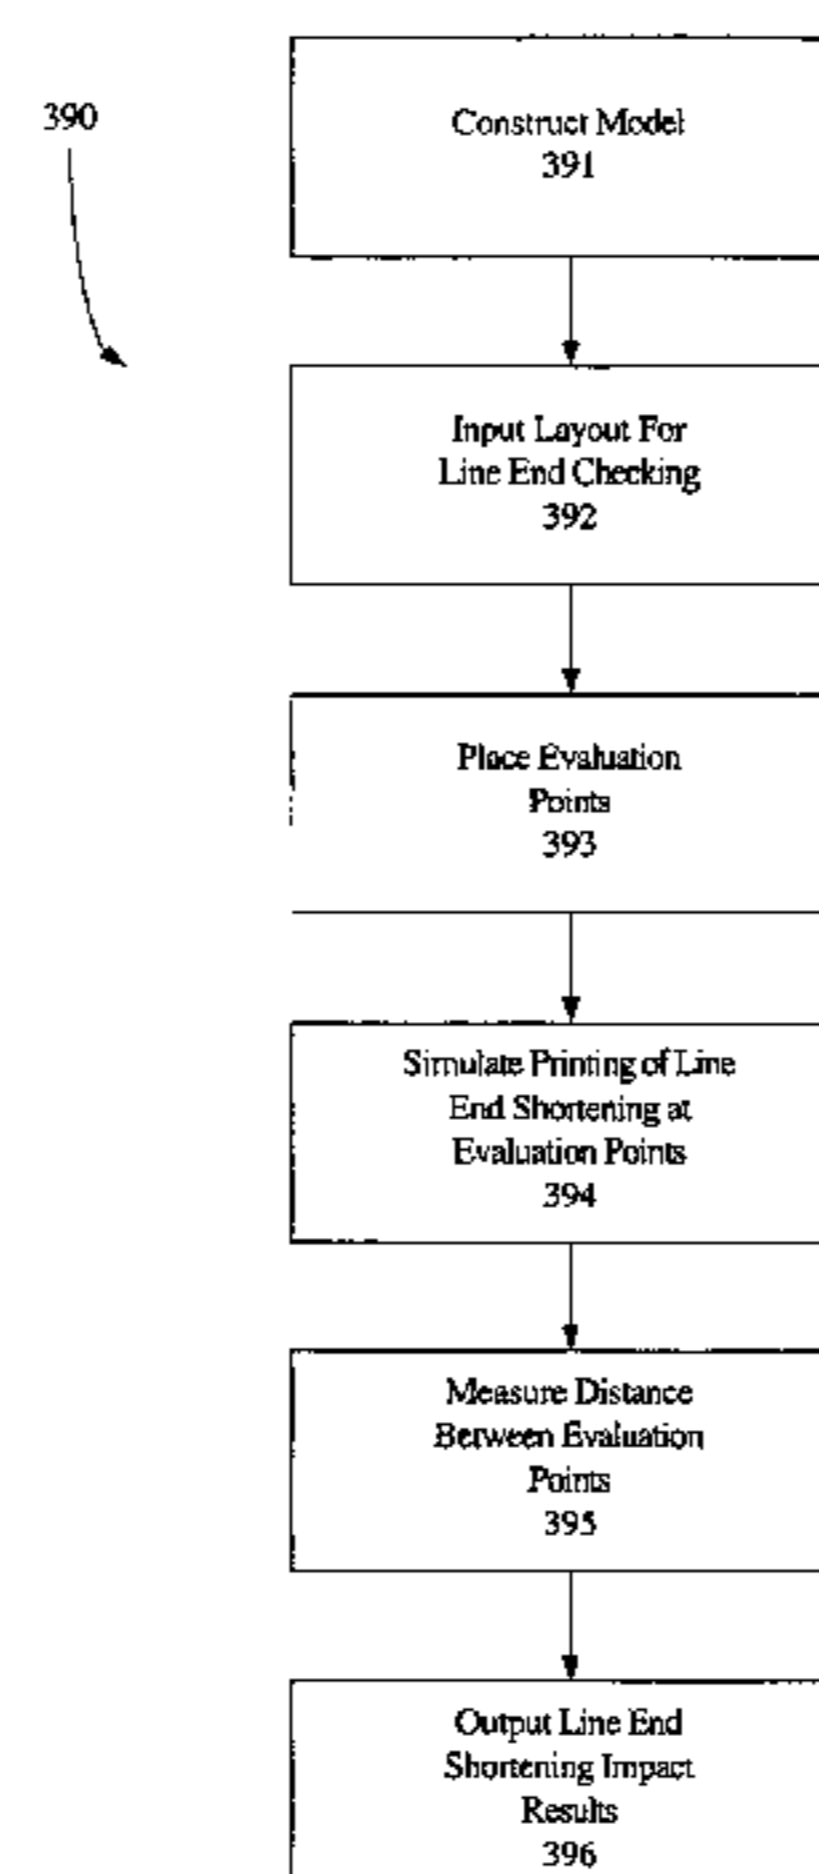 390
Construct Model
391
Input Layout For
Line End Checking
392
Place Evaluation
Points
393
Simulate Printing of Line
End Shortening at
Evaluation Points
394
Measure Distance
Between Evaluation
Points
395
Output Line End
Shortening Impact
Results
396